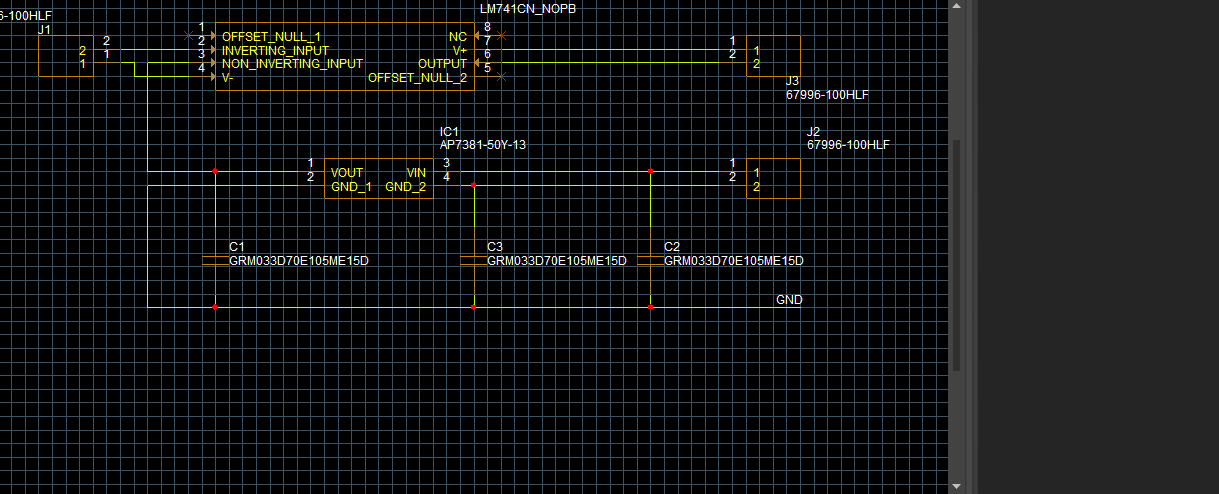 LM741CN_NOPB
6-100HLF
J1
1 OFFSET_NULL_1 NC 8
2 INVERTING_INPUT V+ 7
3 NON_INVERTING_INPUT OUTPUT 6
4 V- OFFSET_NULL_2 5
2 2
1 1
1 1
2 2
J3
67996-100HLF
IC1
AP7381-50Y-13
J2
67996-100HLF
1 VOUT VIN 3
2 GND_1 GND_2 4
1 1
2 2
C1
GRM033D70E105ME15D
C3
GRM033D70E105ME15D
C2
GRM033D70E105ME15D
GND